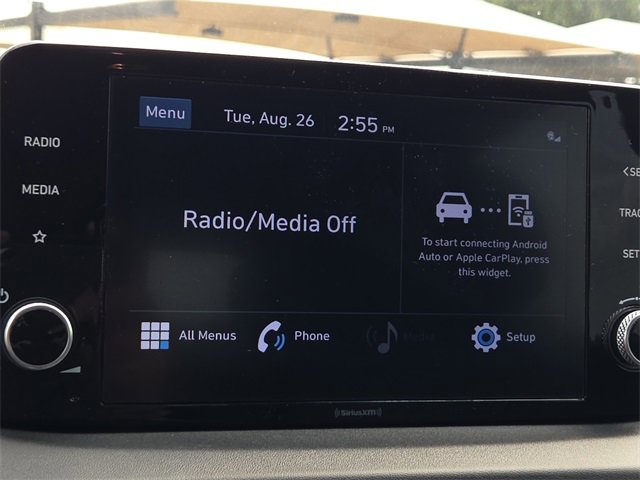 Menu
Tue, Aug. 26
2:55 PM
RADIO
MEDIA
Radio/Media Off
To start connecting Android
Auto or Apple CarPlay, press
this widget.
All Menus
Phone
Media
Setup
SiriusXM